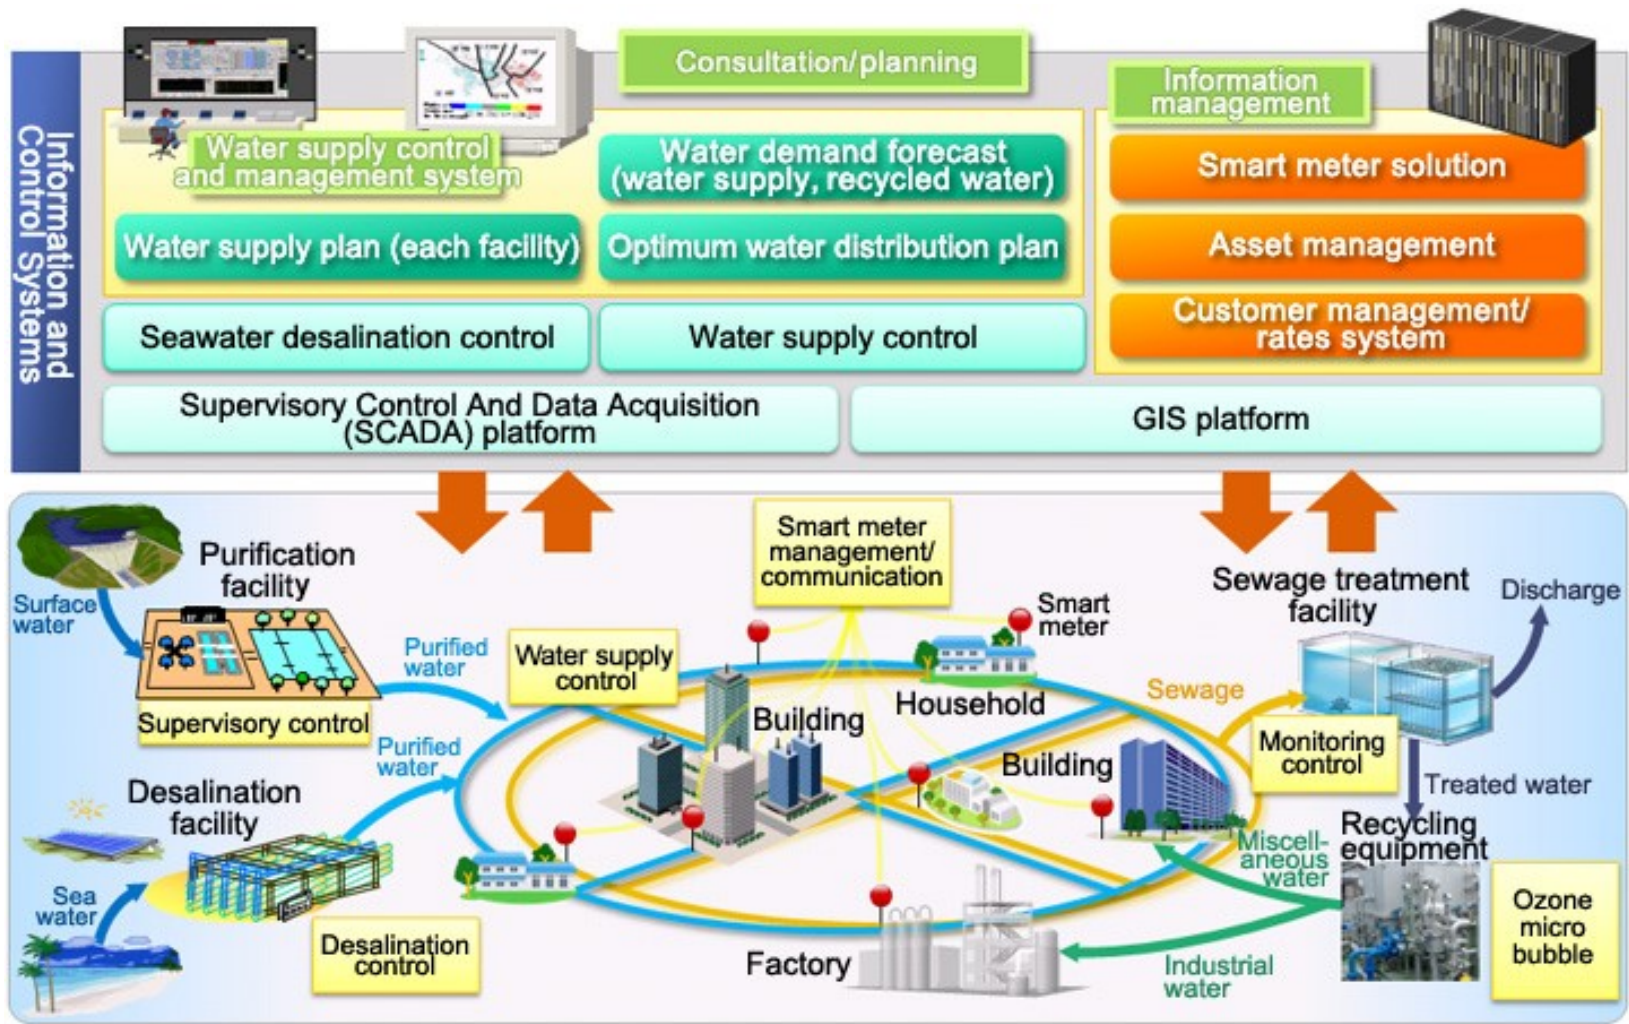 Consultation/planning
Information
management
Information and
Control Systems
Water supply control
and management system
Water demand forecast
(water supply, recycled water)
Smart meter solution
Water supply plan (each facility)
Optimum water distribution plan
Asset management
Customer management/
rates system
Seawater desalination control
Water supply control
Supervisory Control And Data Acquisition
(SCADA) platform
GIS platform
Smart meter
management/
communication
Purification
facility
Surface
water
Supervisory control
Purified
water
Water supply
control
Smart
meter
Household
Building
Sewage treatment
facility
Discharge
Sewage
Monitoring
control
Treated water
Purified
water
Desalination
facility
Sea
water
Desalination
control
Building
Recycling
equipment
Miscell-
aneous
water
Industrial
water
Factory
Ozone
micro
bubble